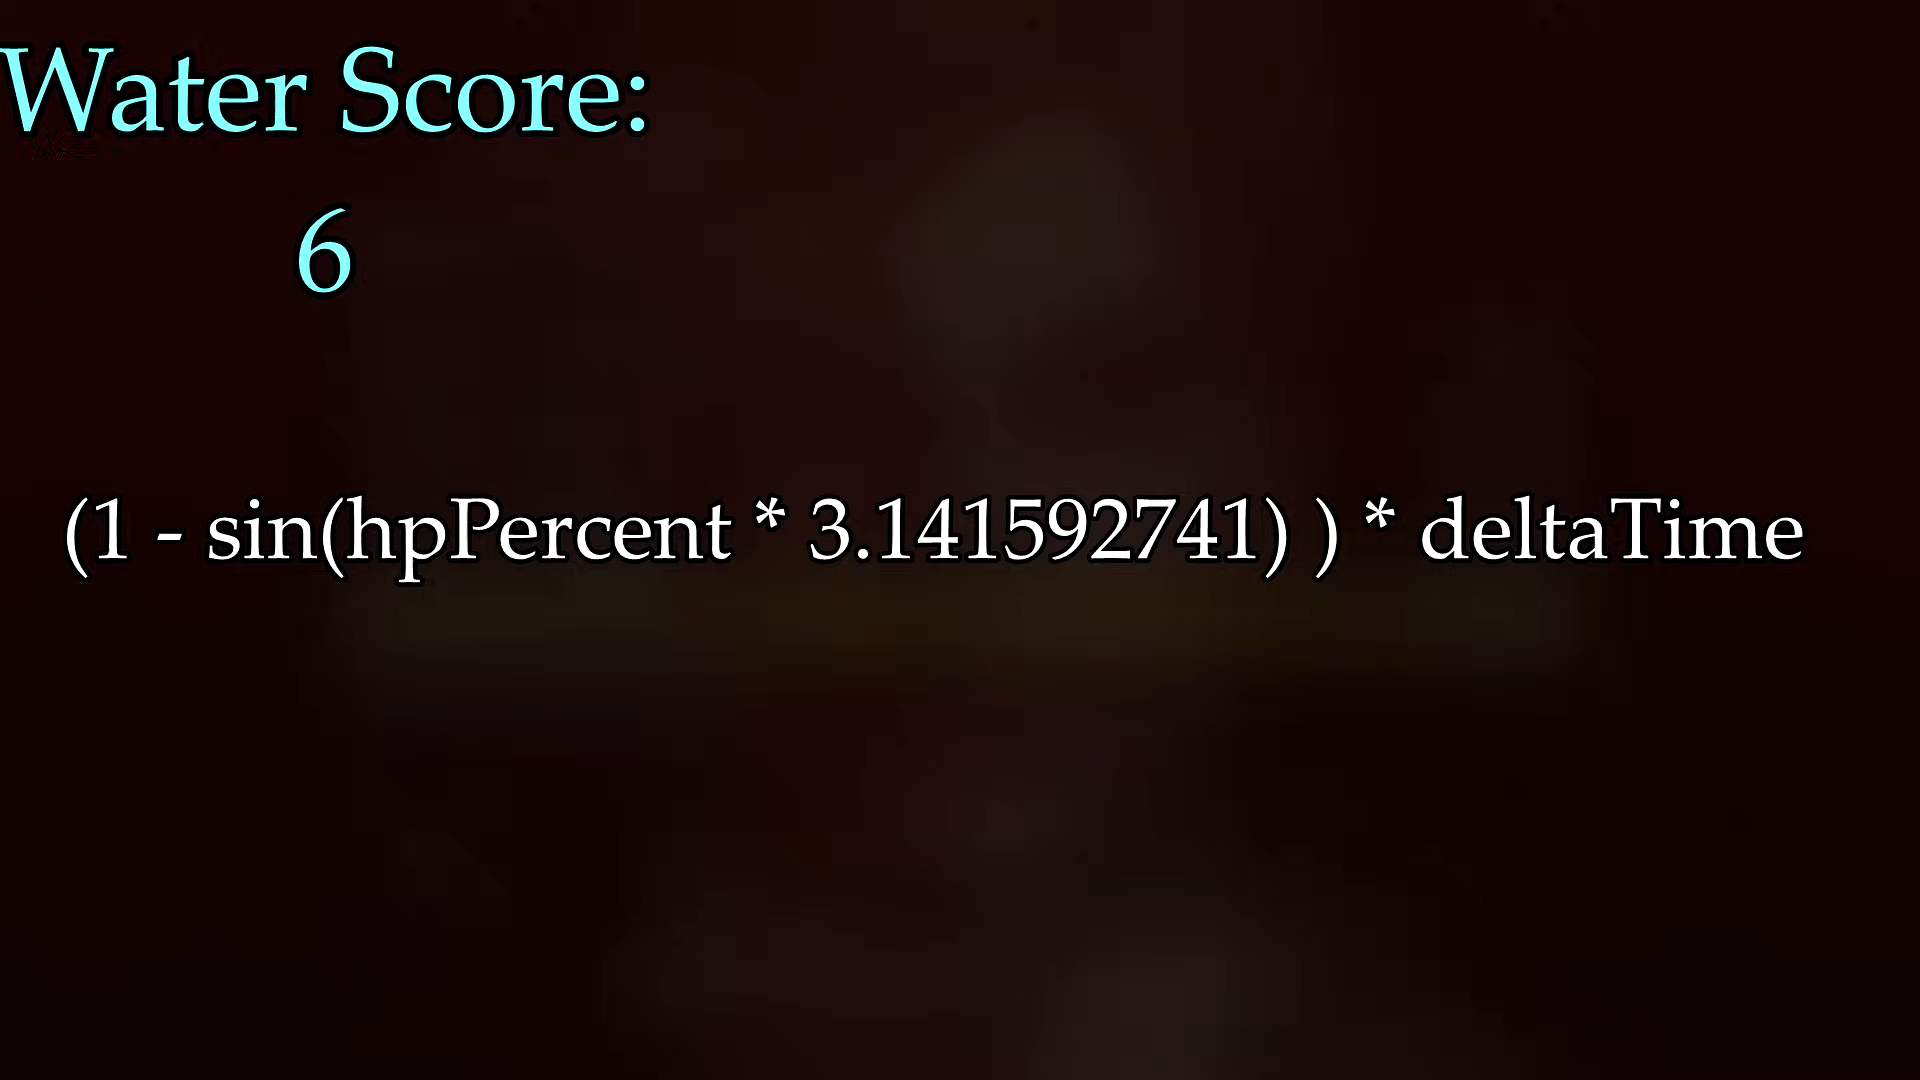 Water Score:
6
(1 - sin(hpPercent * 3.141592741) ) * deltaTime